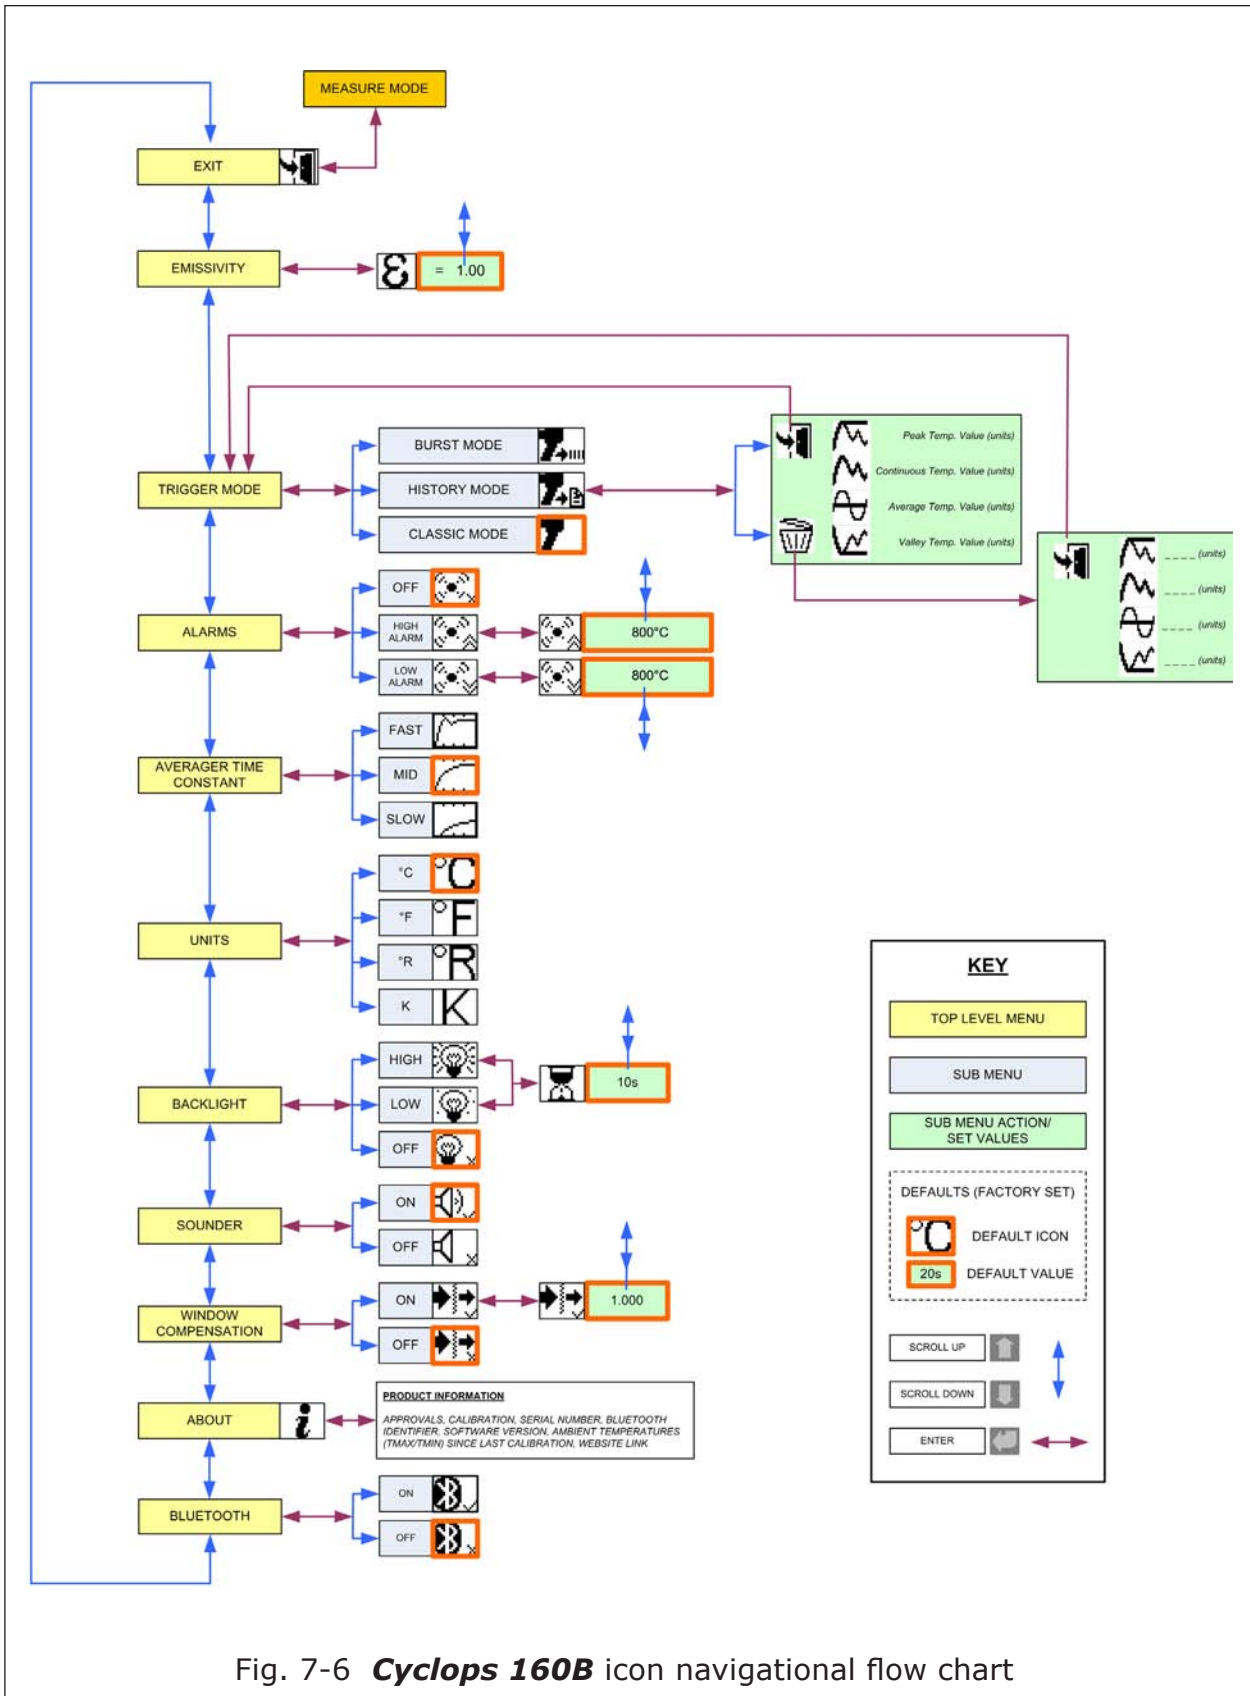 MEASURE MODE
EXIT
EMISSIVITY
ε
= 1.00
TRIGGER MODE
BURST MODE
HISTORY MODE
CLASSIC MODE
Peak Temp. Value (units)
Continuous Temp. Value (units)
Average Temp. Value (units)
Valley Temp. Value (units)
_ _ _ _ (units)
_ _ _ _ (units)
_ _ _ _ (units)
_ _ _ _ (units)
ALARMS
OFF
HIGH
ALARM
800°C
LOW
ALARM
800°C
AVERAGER TIME
CONSTANT
FAST
MID
SLOW
UNITS
°C
°C
°F
°F
°R
°R
K
K
BACKLIGHT
HIGH
LOW
OFF
10s
SOUNDER
ON
OFF
WINDOW
COMPENSATION
ON
OFF
1.000
ABOUT
i
PRODUCT INFORMATION
APPROVALS, CALIBRATION, SERIAL NUMBER, BLUETOOTH
IDENTIFIER, SOFTWARE VERSION, AMBIENT TEMPERATURES
(TMAX/TMIN) SINCE LAST CALIBRATION, WEBSITE LINK
BLUETOOTH
ON
OFF
KEY
TOP LEVEL MENU
SUB MENU
SUB MENU ACTION/
SET VALUES
DEFAULTS (FACTORY SET)
°C
DEFAULT ICON
20s
DEFAULT VALUE
SCROLL UP
SCROLL DOWN
ENTER
Fig. 7-6 Cyclops 160B icon navigational flow chart